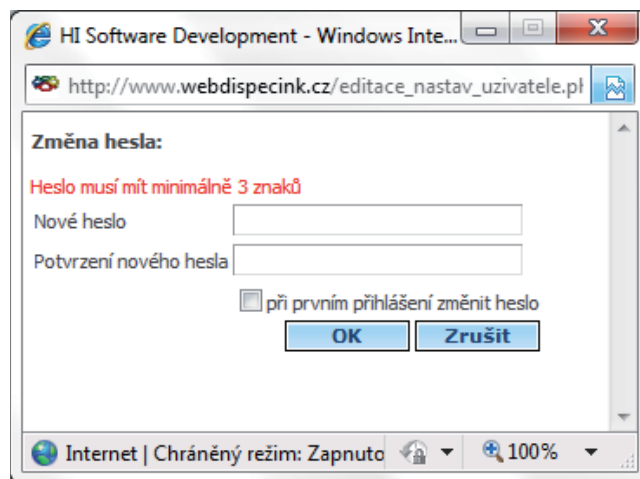 HI Software Development - Windows Inte...
http://www.webdispecink.cz/editace_nastav_uzivatele.p
Změna hesla:
Heslo musí mít minimálně 3 znaků
Nové heslo
Potvrzení nového hesla
při prvním přihlášení změnit heslo
OK Zrušit
Internet | Chráněný režim: Zapnuto 100%